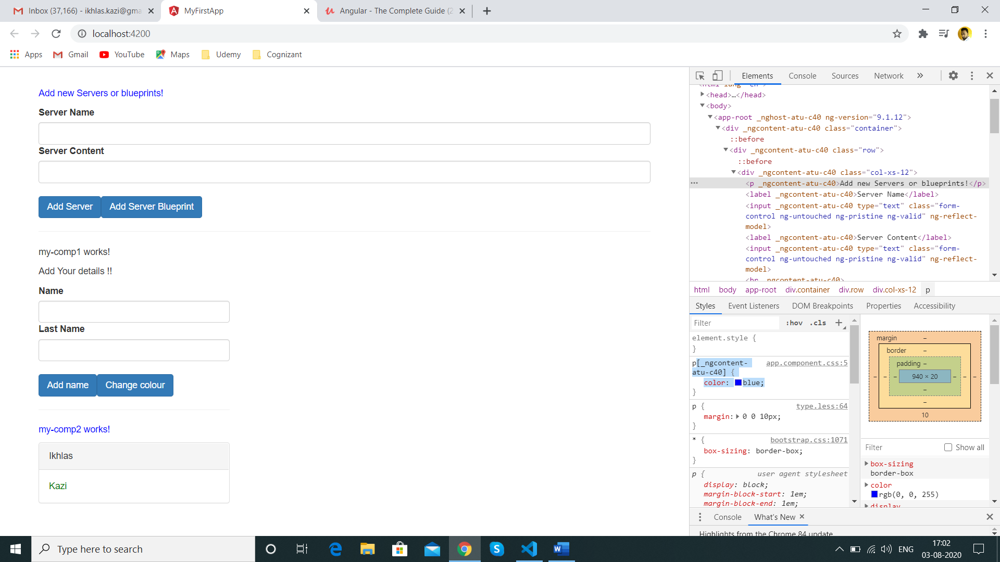 Inbox (37,166) - ikhlas.kazi@gma
MyFirstApp
Angular - The Complete Guide (2
localhost:4200
Apps Gmail YouTube Maps Udemy Cognizant
Add new Servers or blueprints!
Server Name
Server Content
Add Server Add Server Blueprint
my-comp1 works!
Add Your details !!
Name
Last Name
Add name Change colour
my-comp2 works!
Ikhlas
Kazi
Elements Console Sources Network »
<html lang="en">
<head>…</head>
<body>
<app-root _nghost-atu-c40 ng-version="9.1.12">
<div _ngcontent-atu-c40 class="container">
::before
<div _ngcontent-atu-c40 class="row">
::before
<div _ngcontent-atu-c40 class="col-xs-12">
<p _ngcontent-atu-c40>Add new Servers or blueprints!</p>
<label _ngcontent-atu-c40>Server Name</label>
<input _ngcontent-atu-c40 type="text" class="form-
control ng-untouched ng-pristine ng-valid" ng-reflect-
model>
<label _ngcontent-atu-c40>Server Content</label>
<input _ngcontent-atu-c40 type="text" class="form-
control ng-untouched ng-pristine ng-valid" ng-reflect-
model>
<br _ngcontent-atu-c40>
html body app-root div.container div.row div.col-xs-12 p
Styles Event Listeners DOM Breakpoints Properties Accessibility
Filter :hov .cls +
element.style {
}
p[_ngcontent- app.component.css:5
atu-c40] {
color: blue;
}
p { type.less:64
margin: 0 0 10px;
}
* { bootstrap.css:1071
box-sizing: border-box;
}
p { user agent stylesheet
display: block;
margin-block-start: 1em;
margin-block-end: 1em;
margin –
border –
padding –
– – – 940 × 20 – – –
–
–
10
Filter Show all
box-sizing
border-box
color
rgb(0, 0, 255)
display
Console What's New
Highlights from the Chrome 84 update
Type here to search
ENG
17:02
03-08-2020